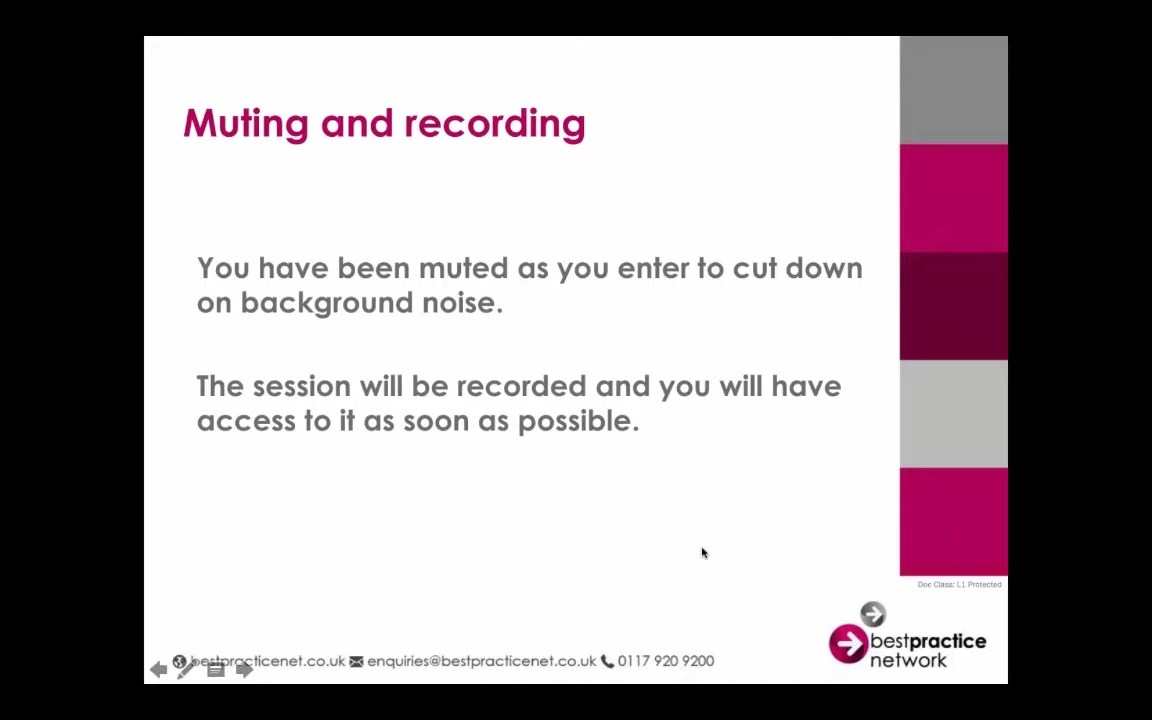 Muting and recording
You have been muted as you enter to cut down
on background noise.
The session will be recorded and you will have
access to it as soon as possible.
Doc Class: L1 Protected
bestpractice
network
bestpracticenet.co.uk enquiries@bestpracticenet.co.uk 0117 920 9200